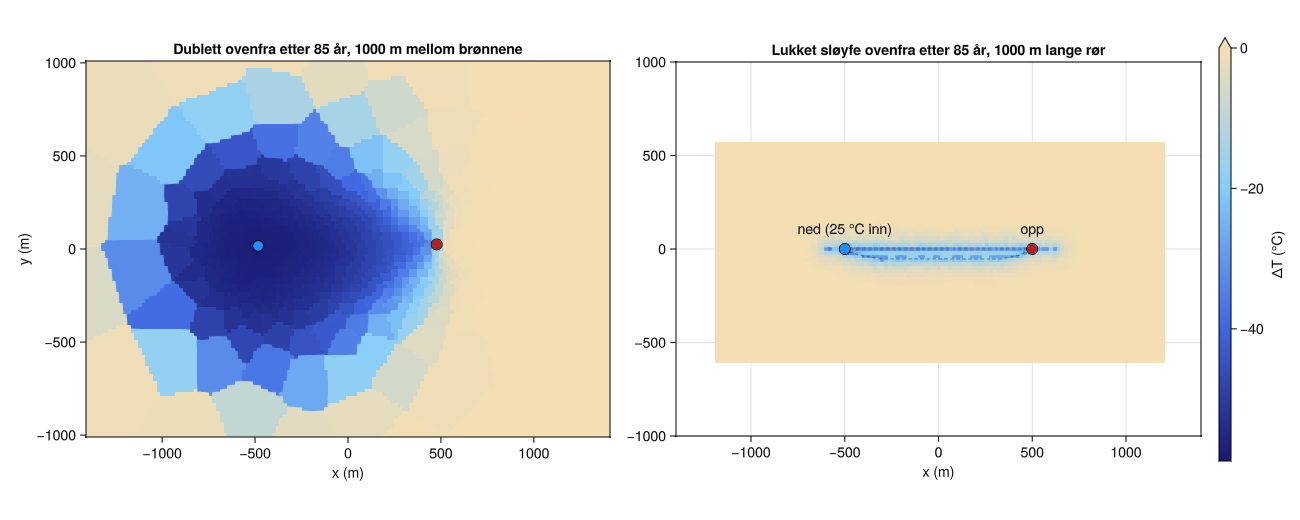 Dublett ovenfra etter 85 år, 1000 m mellom brønnene
1000
500
0
−500
−1000
y (m)
−1000
−500
0
500
1000
x (m)
Lukket sløyfe ovenfra etter 85 år, 1000 m lange rør
1000
500
0
−500
−1000
ned (25 °C inn)
opp
−1000
−500
0
500
1000
x (m)
0
−20
−40
ΔT (°C)